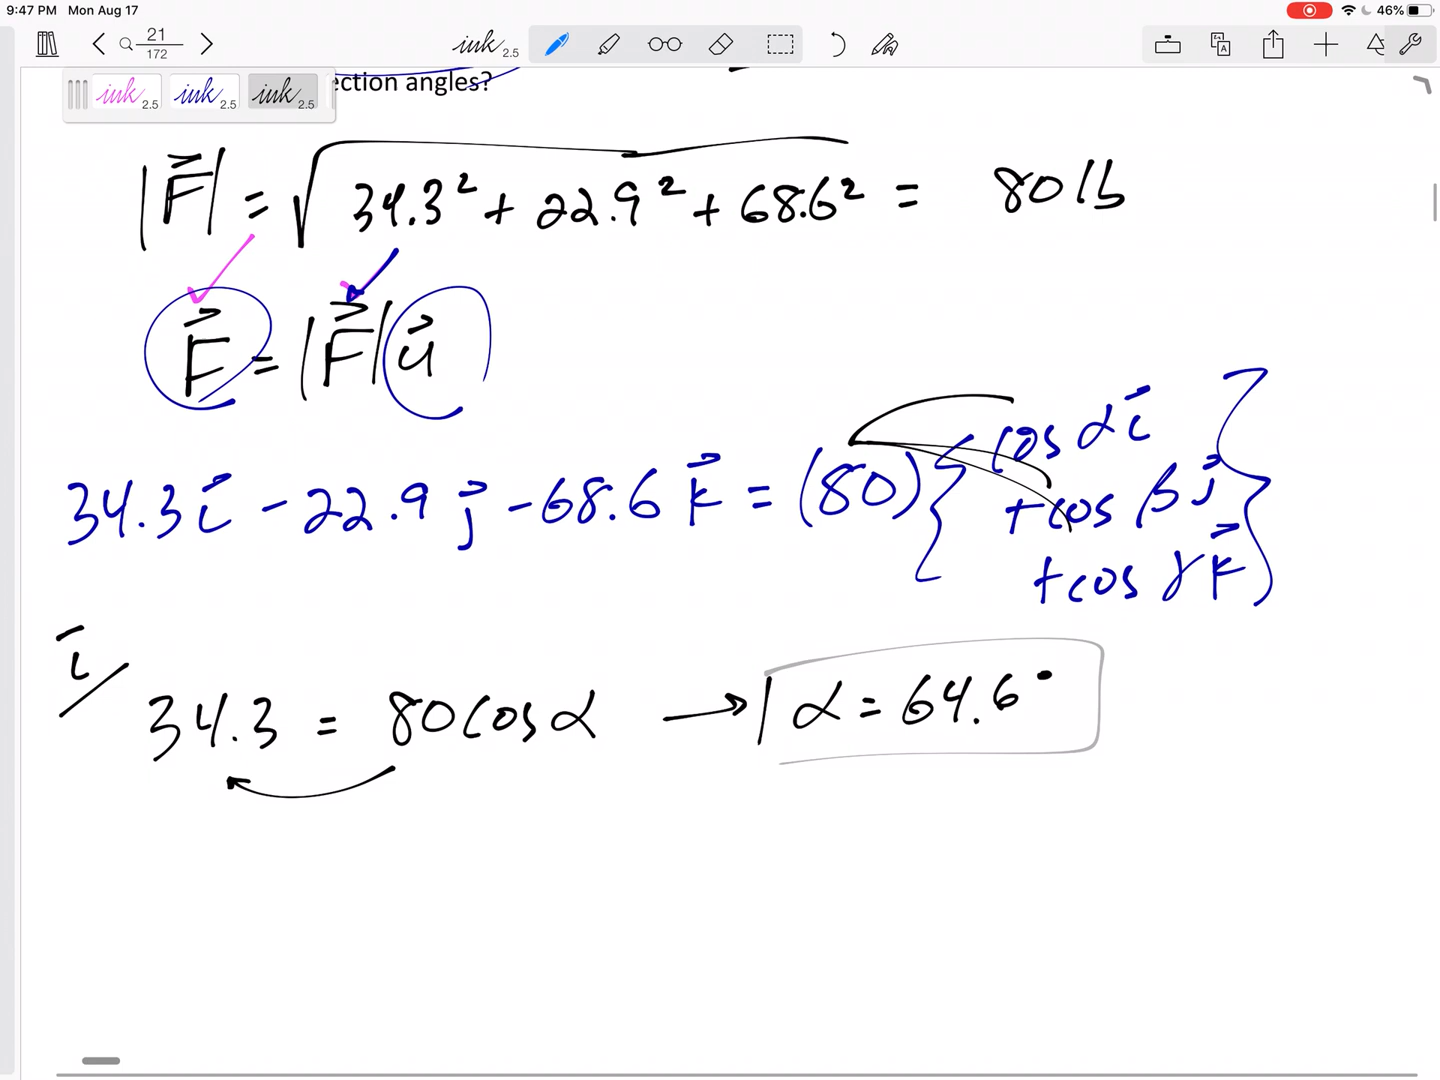 9:47 PM Mon Aug 17
46%
21
172
ink 2.5
ink 2.5 ink 2.5 ink 2.5
ection angles?
|F⃗| = √34.3² + 22.9² + 68.6² = 80 lb
F⃗ = |F⃗| u⃗
34.3 i⃗ - 22.9 j⃗ - 68.6 k⃗ = (80) { cos α i⃗
+ cos β j⃗
+ cos γ k⃗ }
i⃗/
34.3 = 80 cos α → | α = 64.6°